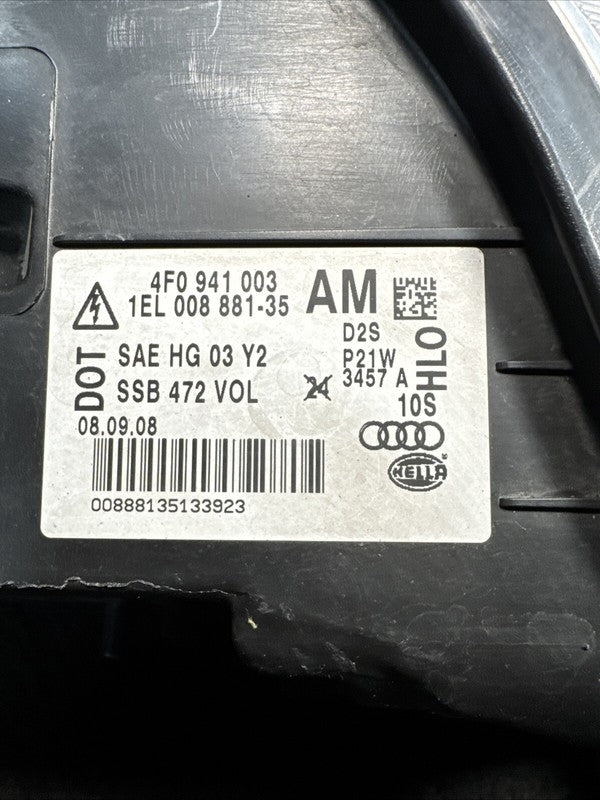 4F0 941 003
1EL 008 881-35
AM
DOT
SAE HG 03 Y2
SSB 472 VOL
24
D2S
P21W
3457 A
10S
HLO
08.09.08
00888135133923
HELLA
®